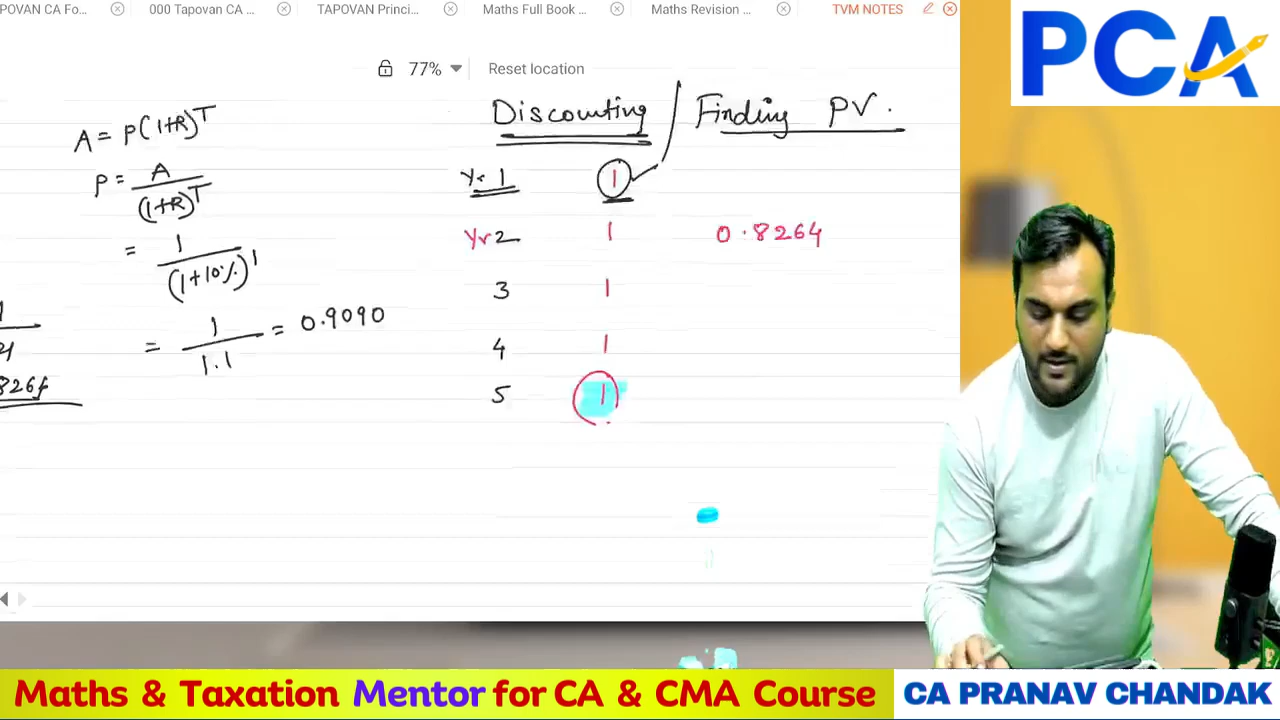 POVAN CA Fo...
000 Tapovan CA ...
TAPOVAN Princi...
Maths Full Book ...
Maths Revision ...
TVM NOTES
77%
Reset location
PCA
Discounting / Finding PV.
A = P(1+R)^T
P = A / (1+R)^T
= 1 / (1+10%)^1
= 1 / 1.1 = 0.9090
826
Yr 1 1
Yr 2 1 0.8264
3 1
4 1
5 1
Maths & Taxation Mentor for CA & CMA Course
CA PRANAV CHANDAK